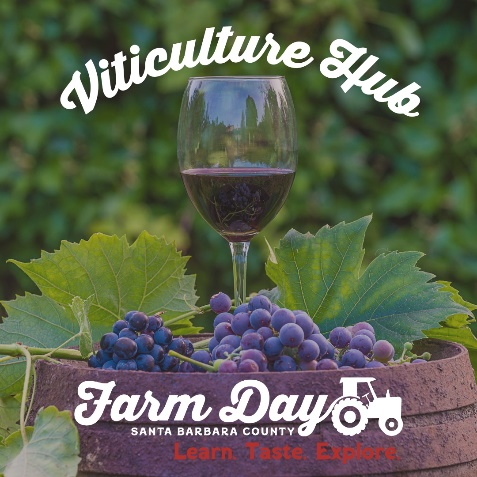 Viticulture Hub
Farm Day
SANTA BARBARA COUNTY
Learn. Taste. Explore.